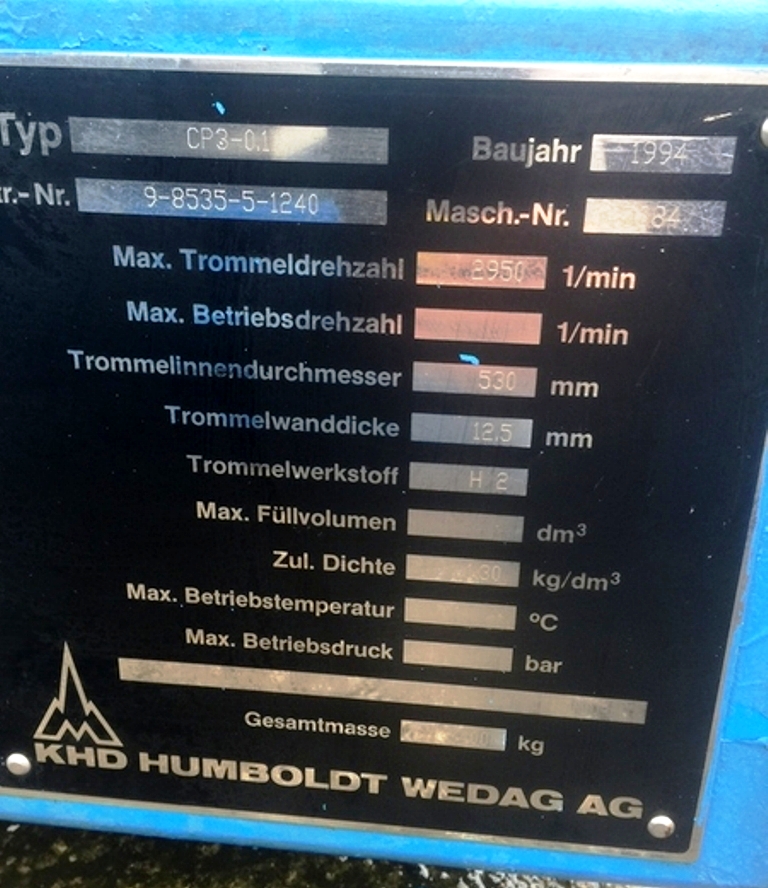 Typ CP3-0.1
Baujahr 1994
r.-Nr. 9-8535-5-1240
Masch.-Nr. 84
Max. Trommeldrehzahl 2950 1/min
Max. Betriebsdrehzahl 1/min
Trommelinnendurchmesser 530 mm
Trommelwanddicke 12,5 mm
Trommelwerkstoff H 2
Max. Füllvolumen dm³
Zul. Dichte kg/dm³
Max. Betriebstemperatur ºC
Max. Betriebsdruck bar
Gesamtmasse kg
KHD HUMBOLDT WEDAG AG